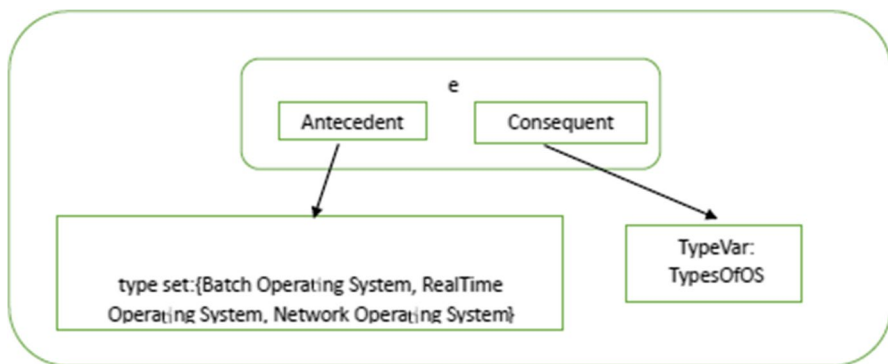 e
Antecedent
Consequent
type set:{Batch Operating System, RealTime
Operating System, Network Operating System}
TypeVar:
TypesOfOS